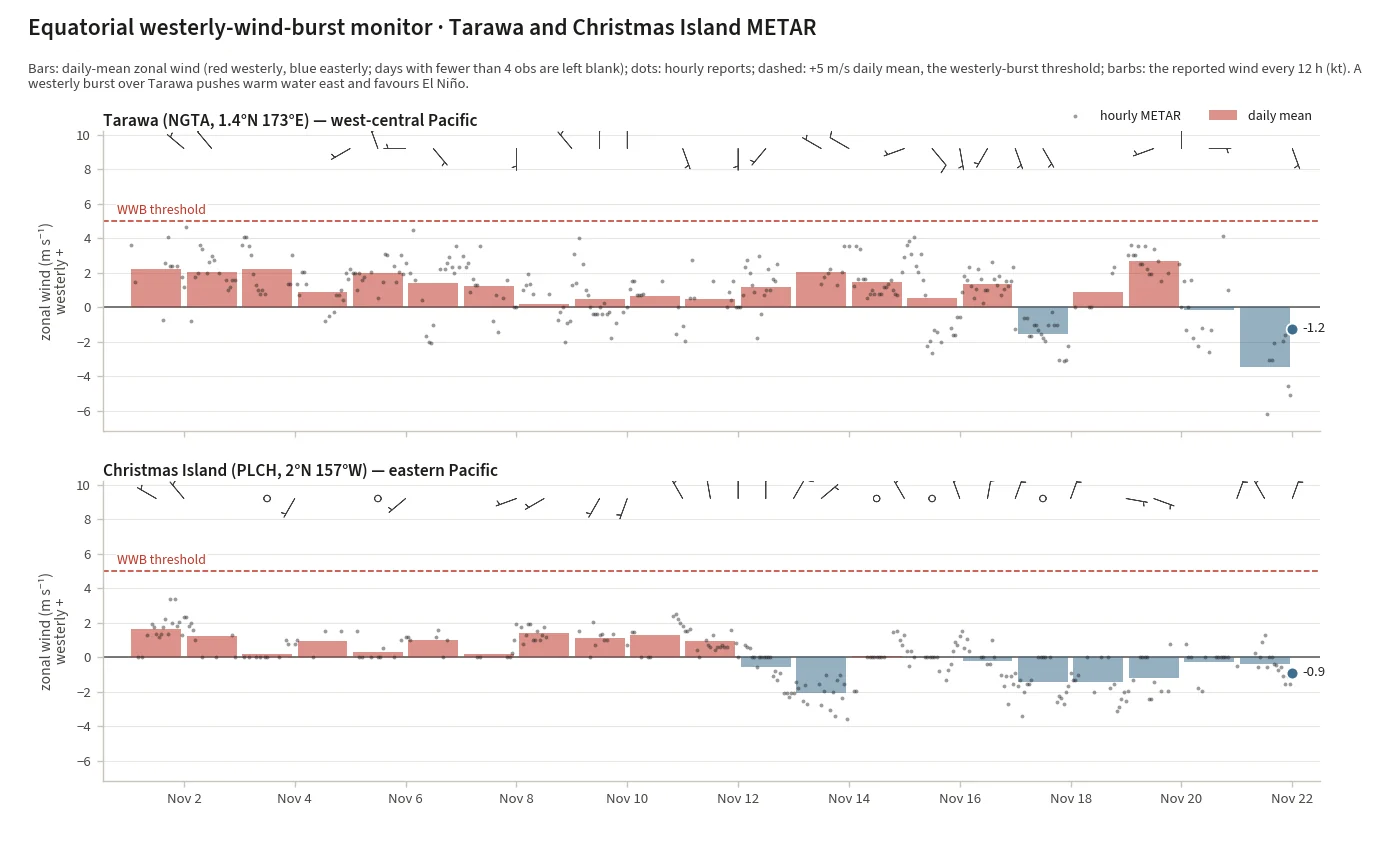 Equatorial westerly-wind-burst monitor · Tarawa and Christmas Island METAR
Bars: daily-mean zonal wind (red westerly, blue easterly; days with fewer than 4 obs are left blank); dots: hourly reports; dashed: +5 m/s daily mean, the westerly-burst threshold; barbs: the reported wind every 12 h (kt). A
westerly burst over Tarawa pushes warm water east and favours El Niño.
Tarawa (NGTA, 1.4°N 173°E) — west-central Pacific
hourly METAR
daily mean
10
8
6
4
2
0
−2
−4
−6
zonal wind (m s⁻¹)
westerly +
WWB threshold
-1.2
Christmas Island (PLCH, 2°N 157°W) — eastern Pacific
10
8
6
4
2
0
−2
−4
−6
zonal wind (m s⁻¹)
westerly +
WWB threshold
-0.9
Nov 2 Nov 4 Nov 6 Nov 8 Nov 10 Nov 12 Nov 14 Nov 16 Nov 18 Nov 20 Nov 22